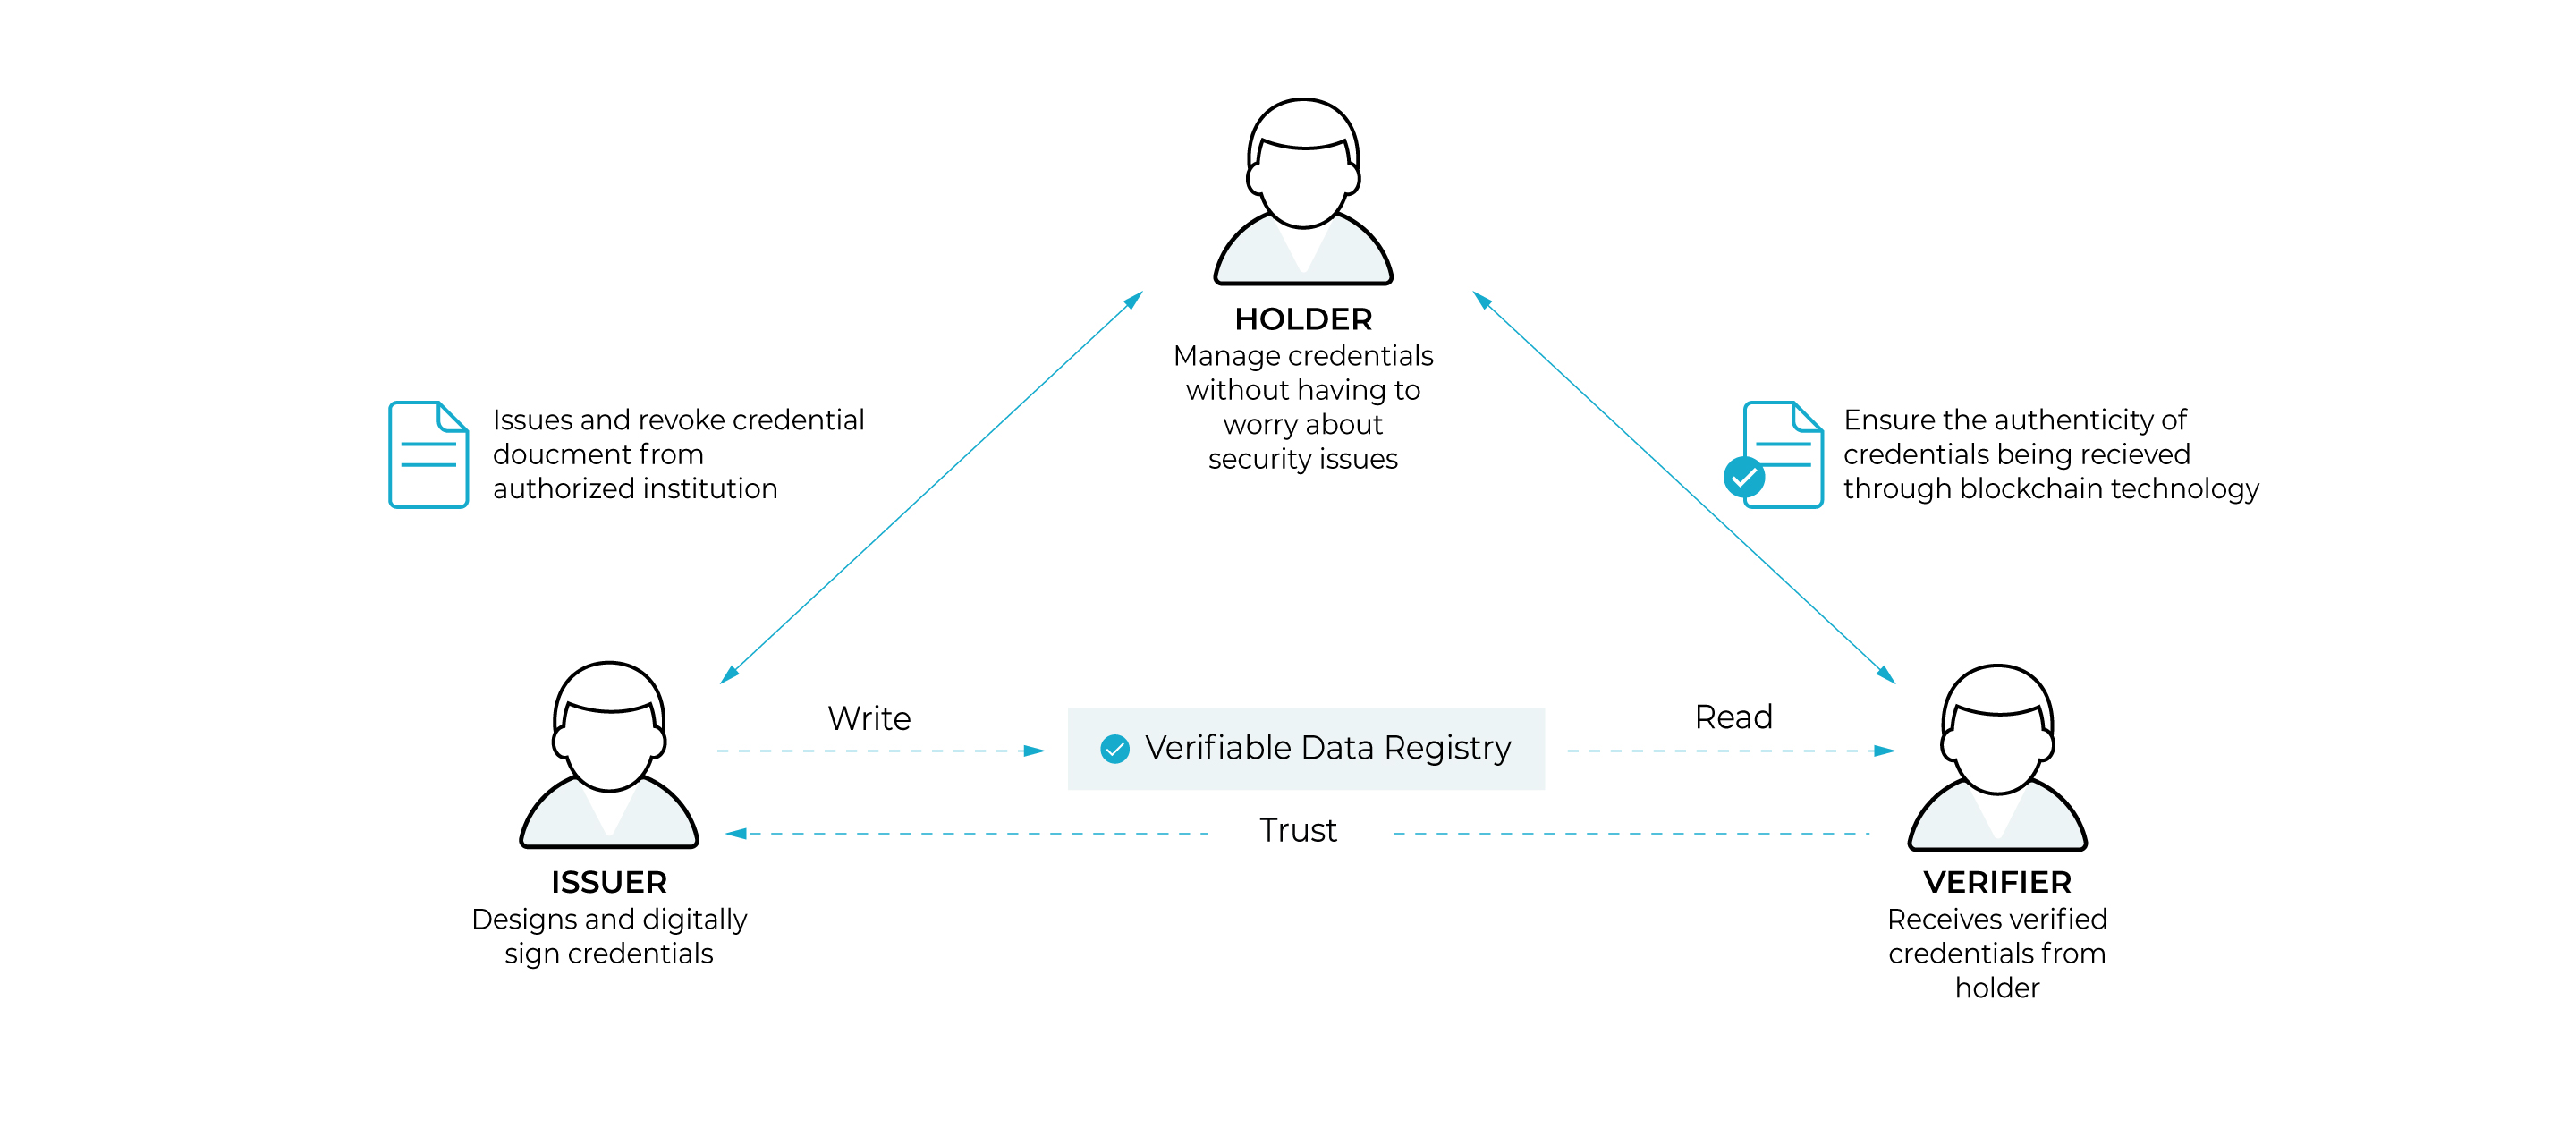 HOLDER
Manage credentials
without having to
worry about
security issues
Issues and revoke credential
doucment from
authorized institution
Ensure the authenticity of
credentials being recieved
through blockchain technology
Write
Verifiable Data Registry
Read
Trust
ISSUER
Designs and digitally
sign credentials
VERIFIER
Receives verified
credentials from
holder